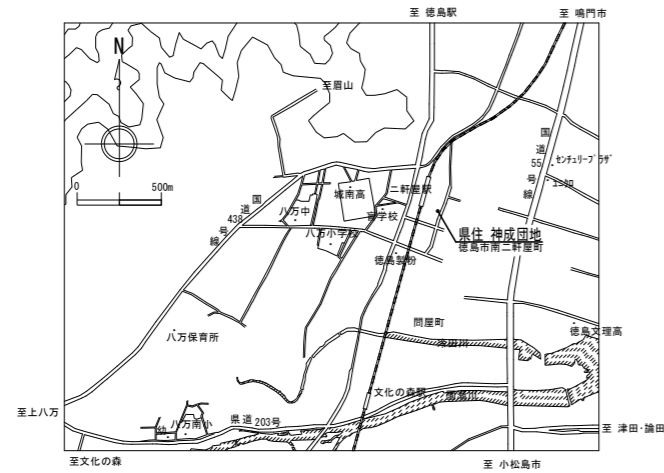 至 徳島駅
至 鳴門市
N
至眉山
0
500m
国道
55
号線
センチュリープラザ
国道
438
号線
城南高
二軒屋駅
八万中
盲学校
八万小学校
県住 神成団地
徳島市南二軒屋町
徳島製粉
問屋町
徳島文理高
八万保育所
文化の森駅
至上八万
幼
八万南小
県道 203号
至 津田・論田
至文化の森
至 小松島市